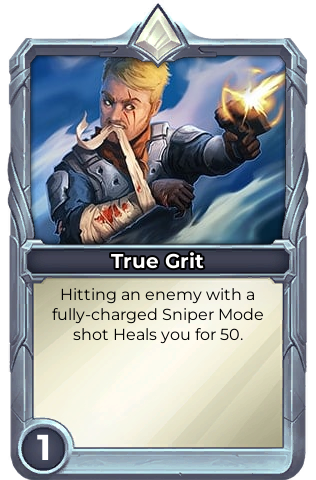 True Grit
Hitting an enemy with a
fully-charged Sniper Mode
shot Heals you for 50.
1